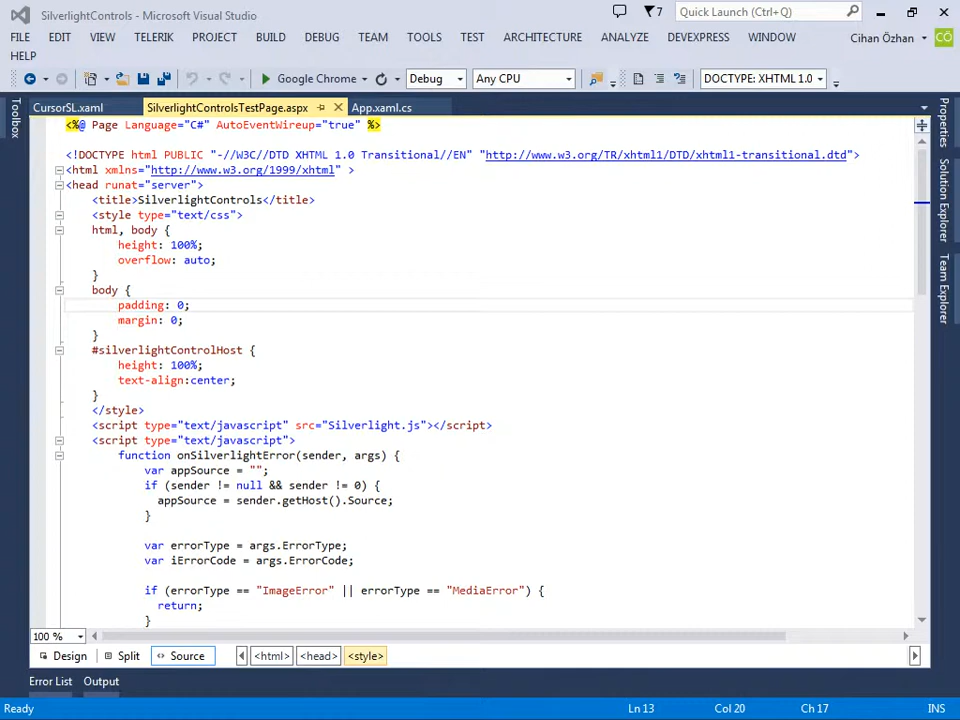 SilverlightControls - Microsoft Visual Studio
7
Quick Launch (Ctrl+Q)
FILE EDIT VIEW TELERIK PROJECT BUILD DEBUG TEAM TOOLS TEST ARCHITECTURE ANALYZE DEVEXPRESS WINDOW
Cihan Özhan CÖ
HELP
Google Chrome Debug Any CPU DOCTYPE: XHTML 1.0
Toolbox
CursorSL.xaml SilverlightControlsTestPage.aspx App.xaml.cs
Properties
Solution Explorer
Team Explorer
<%@ Page Language="C#" AutoEventWireup="true" %>
<!DOCTYPE html PUBLIC "-//W3C//DTD XHTML 1.0 Transitional//EN" "http://www.w3.org/TR/xhtml1/DTD/xhtml1-transitional.dtd">
<html xmlns="http://www.w3.org/1999/xhtml" >
<head runat="server">
<title>SilverlightControls</title>
<style type="text/css">
html, body {
height: 100%;
overflow: auto;
}
body {
padding: 0;
margin: 0;
}
#silverlightControlHost {
height: 100%;
text-align:center;
}
</style>
<script type="text/javascript" src="Silverlight.js"></script>
<script type="text/javascript">
function onSilverlightError(sender, args) {
var appSource = "";
if (sender != null && sender != 0) {
appSource = sender.getHost().Source;
}
var errorType = args.ErrorType;
var iErrorCode = args.ErrorCode;
if (errorType == "ImageError" || errorType == "MediaError") {
return;
}
100 %
Design Split Source <html> <head> <style>
Error List Output
Ready Ln 13 Col 20 Ch 17 INS